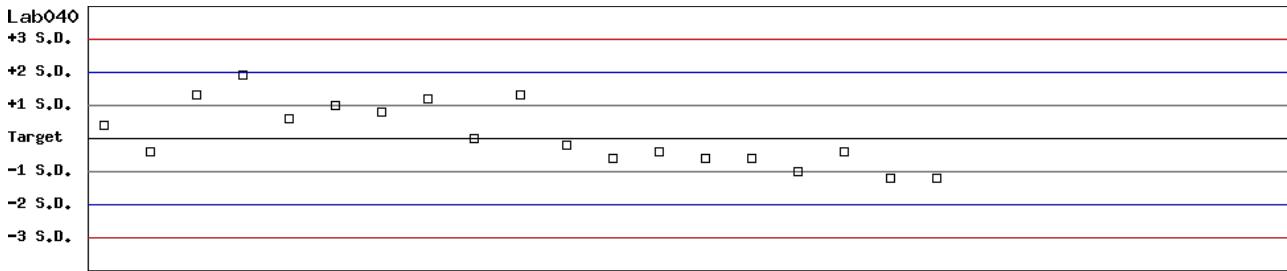 Lab040
+3 S.D.
+2 S.D.
+1 S.D.
Target
-1 S.D.
-2 S.D.
-3 S.D.